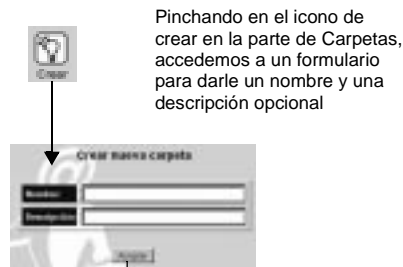 Pinchando en el icono de
crear en la parte de Carpetas,
accedemos a un formulario
para darle un nombre y una
descripción opcional
Crear
Crear nueva carpeta
Nombre
Descripción